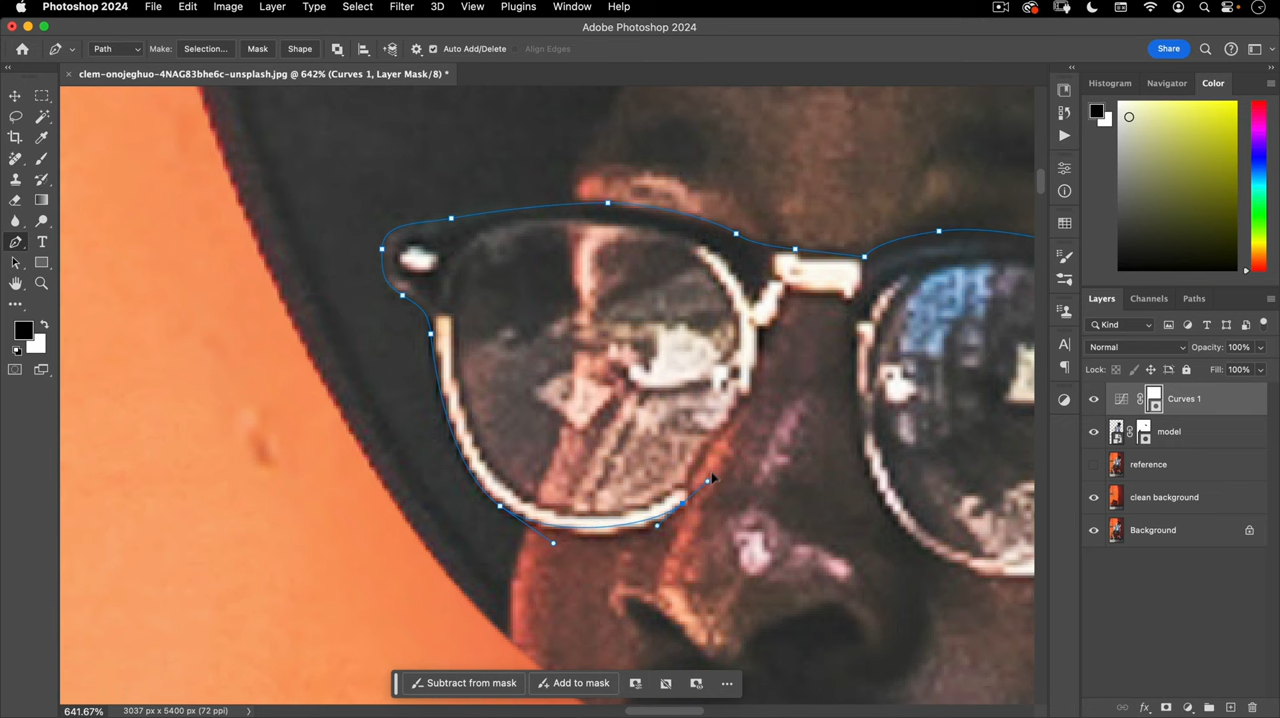 Photoshop 2024 File Edit Image Layer Type Select Filter 3D View Plugins Window Help
Adobe Photoshop 2024
Path Make: Selection... Mask Shape Auto Add/Delete Align Edges Share
clem-onojeghuo-4NAG83bhe6c-unsplash.jpg @ 642% (Curves 1, Layer Mask/8) *
Histogram Navigator Color
Layers Channels Paths
Kind
Normal Opacity: 100%
Lock: Fill: 100%
Curves 1
model
reference
clean background
Background
Subtract from mask Add to mask
641.67% 3037 px x 5400 px (72 ppi)